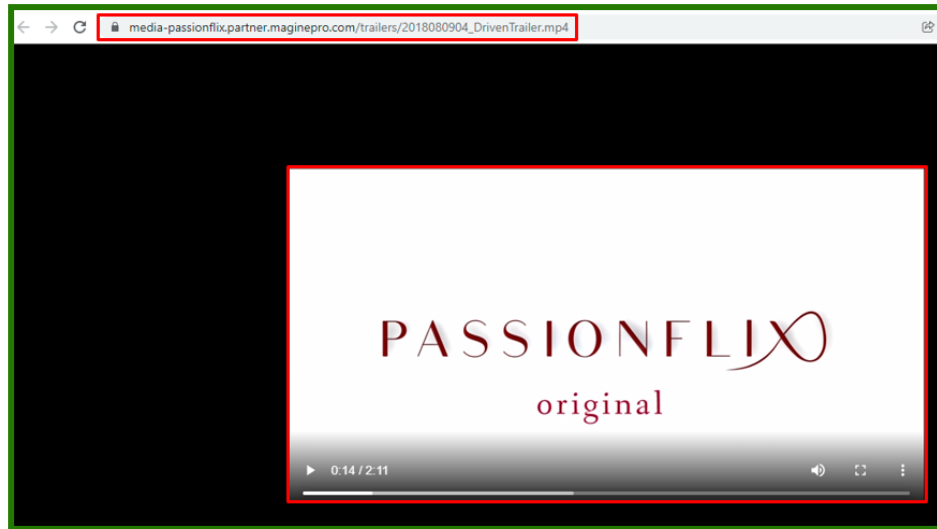 media-passionflix.partner.maginepro.com/trailers/2018080904_DrivenTrailer.mp4
PASSIONFLIX
original
0:14 / 2:11